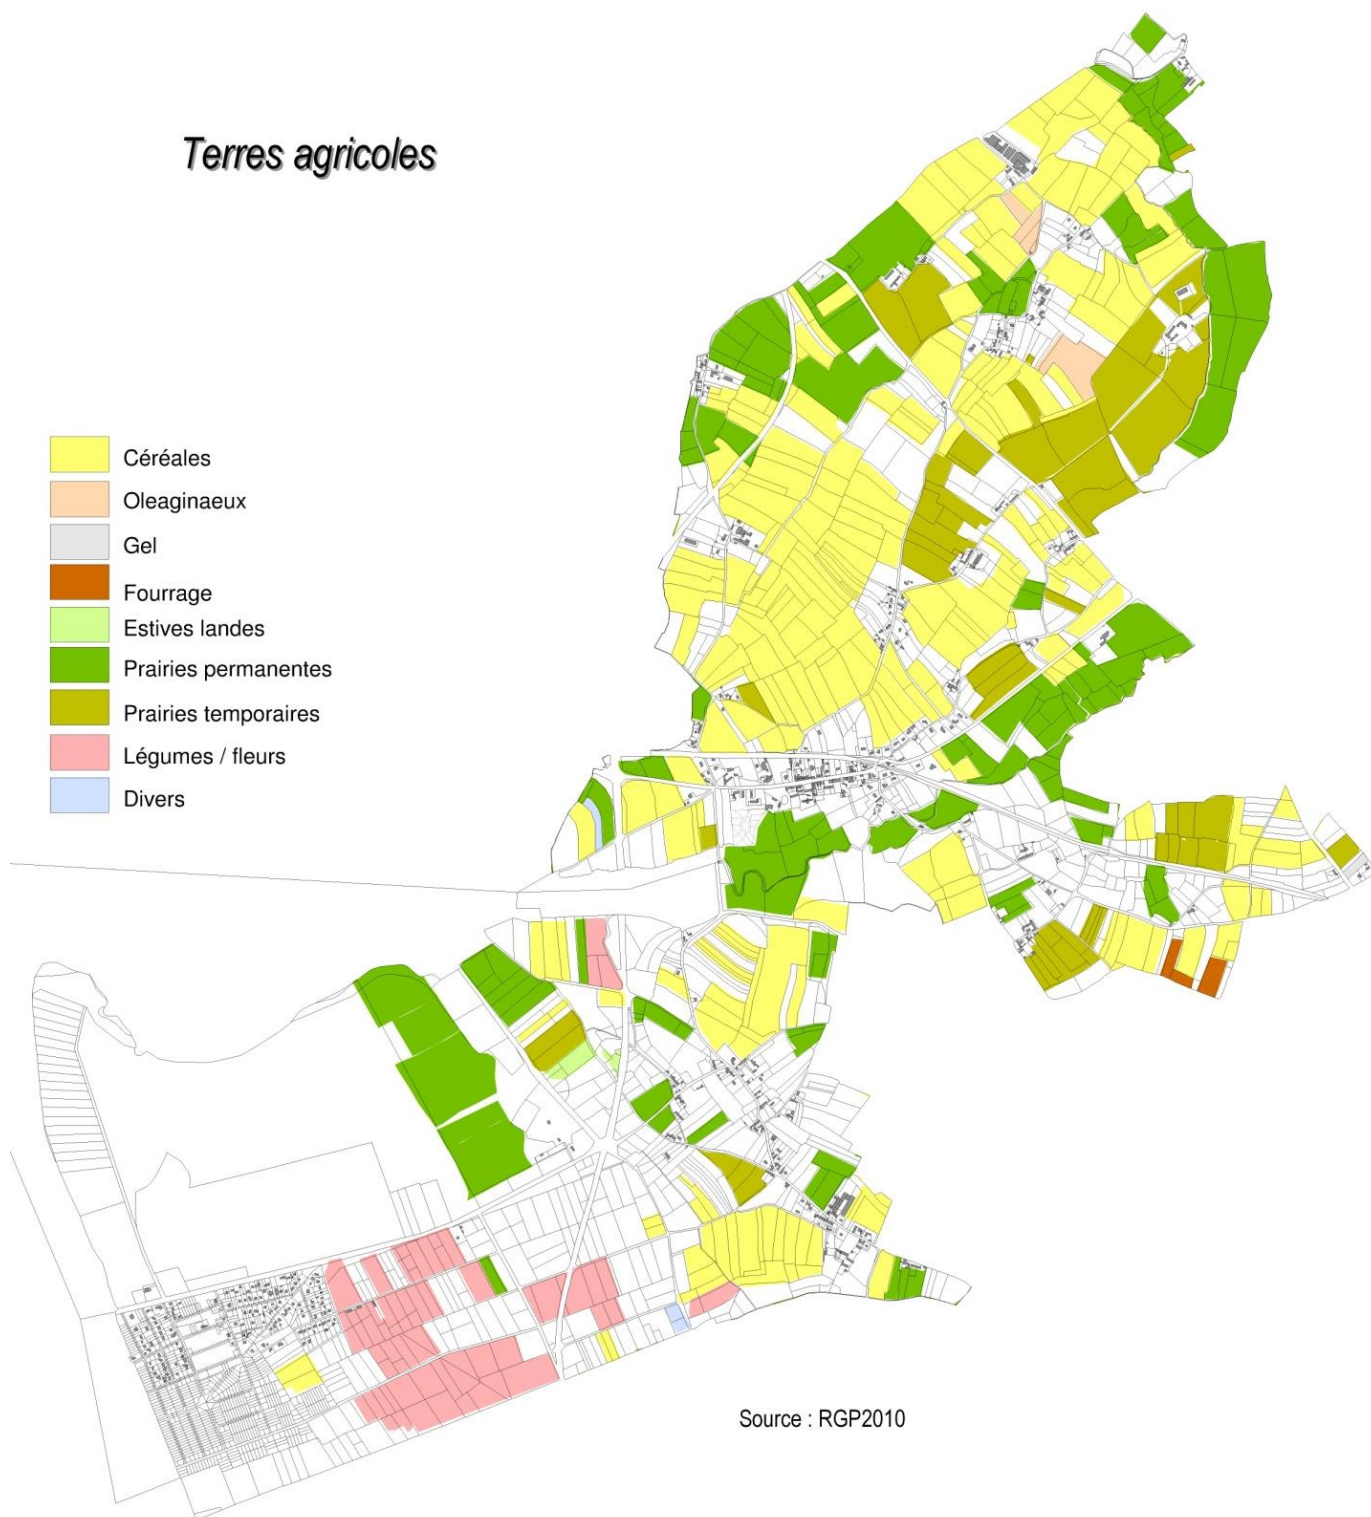 Terres agricoles
Céréales
Oleaginaeux
Gel
Fourrage
Estives landes
Prairies permanentes
Prairies temporaires
Légumes / fleurs
Divers
Source : RGP2010